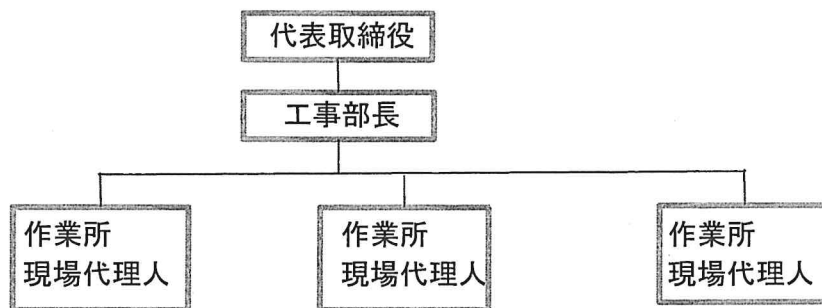 代表取締役
工事部長
作業所
現場代理人
作業所
現場代理人
作業所
現場代理人